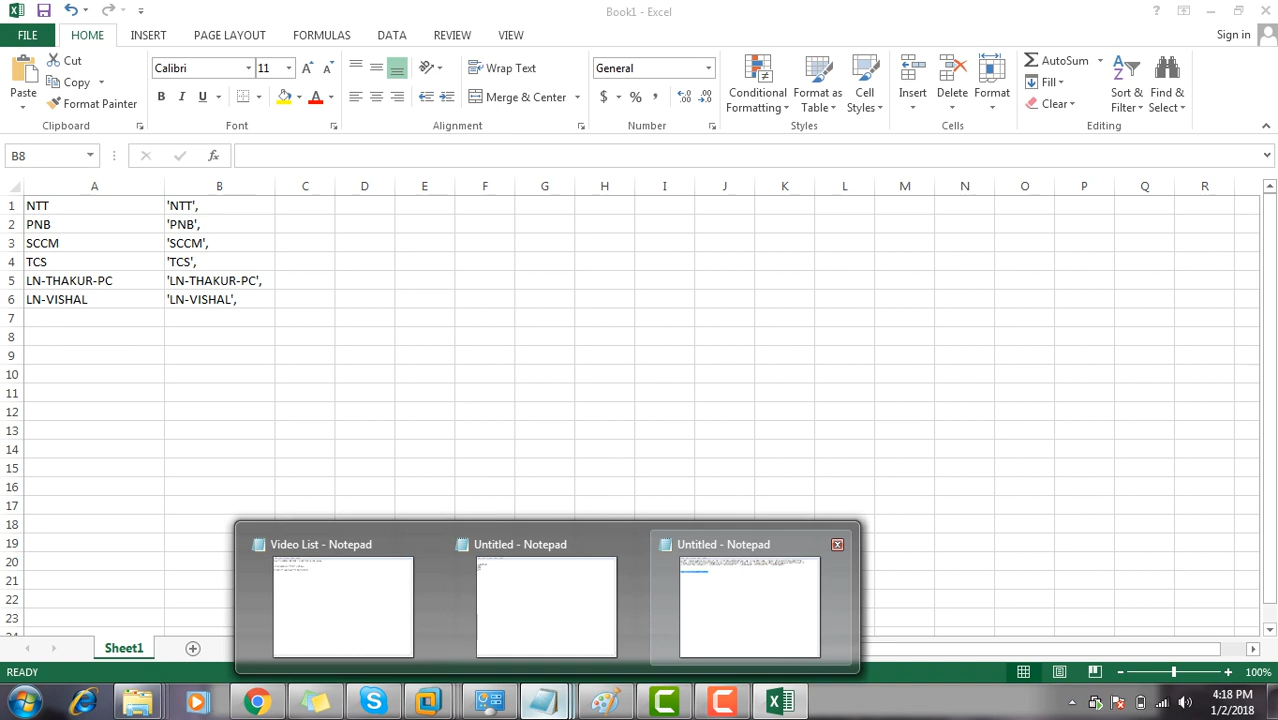 Book1 - Excel
FILE HOME INSERT PAGE LAYOUT FORMULAS DATA REVIEW VIEW Sign in
Paste Cut Copy Format Painter Clipboard
Calibri 11 B I U A Font
Wrap Text Merge & Center Alignment
General $ % , Number
Conditional Formatting Format as Table Cell Styles Styles
Insert Delete Format Cells
AutoSum Fill Clear Sort & Filter Find & Select Editing
B8 fx
A B C D E F G H I J K L M N O P Q R
1 NTT 'NTT',
2 PNB 'PNB',
3 SCCM 'SCCM',
4 TCS 'TCS',
5 LN-THAKUR-PC 'LN-THAKUR-PC',
6 LN-VISHAL 'LN-VISHAL',
7
8
9
10
11
12
13
14
15
16
17
18
19
20
21
22
23
Video List - Notepad Untitled - Notepad Untitled - Notepad
Sheet1
READY 100%
4:18 PM
1/2/2018